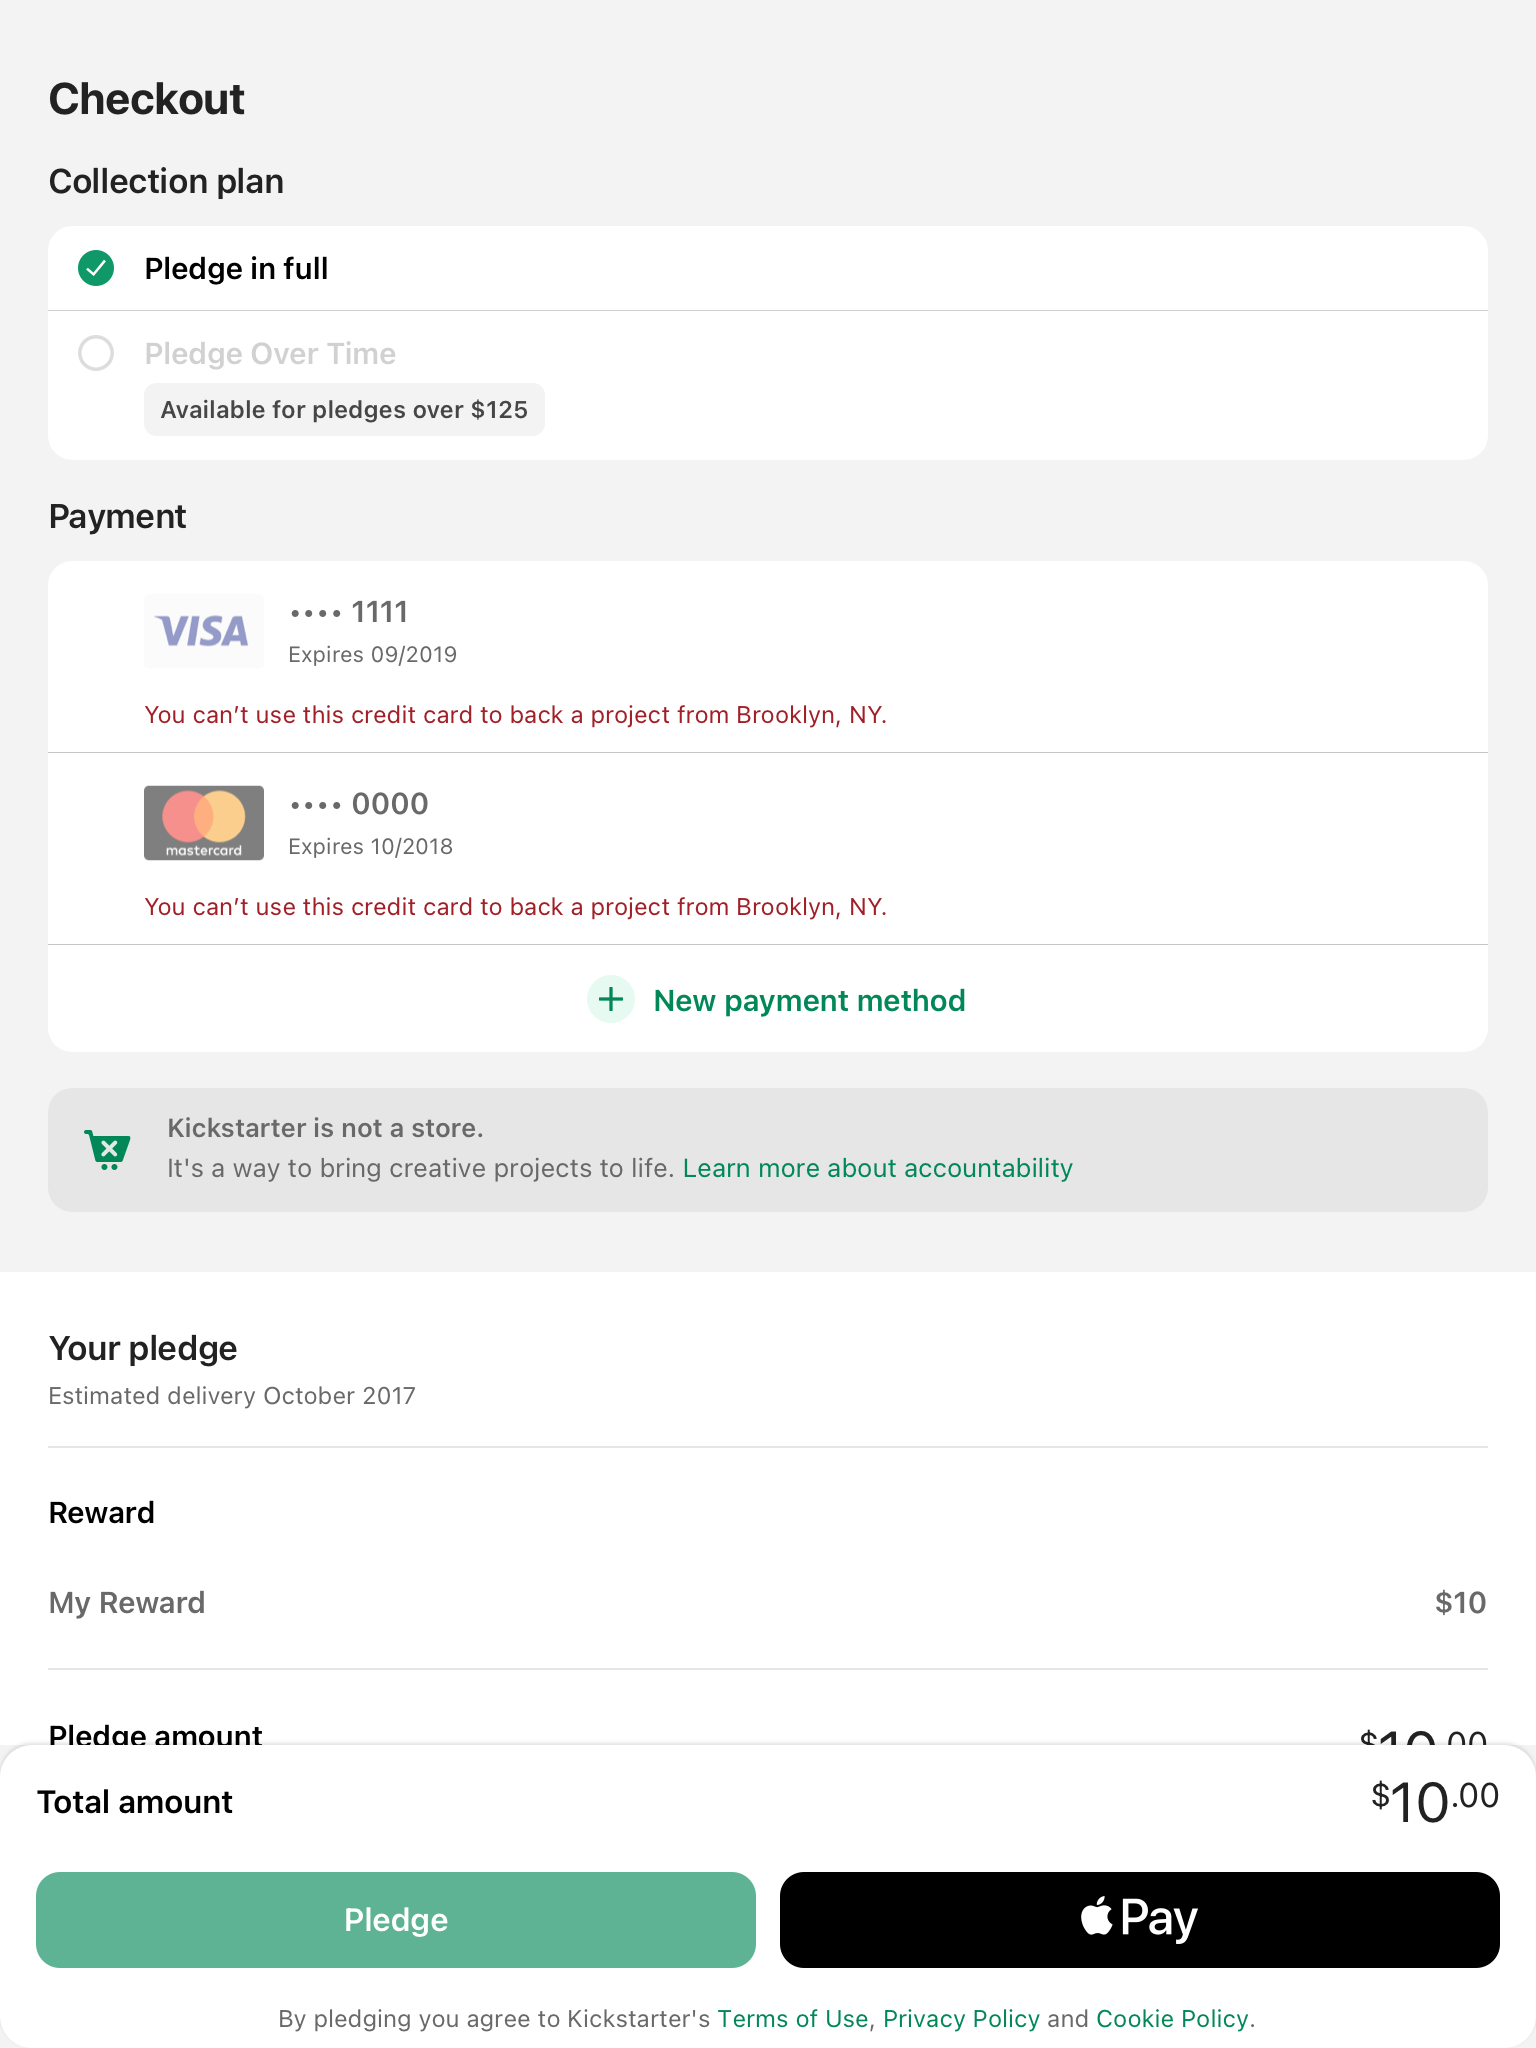 Checkout
Collection plan
Pledge in full
Pledge Over Time
Available for pledges over $125
Payment
VISA
•••• 1111
Expires 09/2019
You can’t use this credit card to back a project from Brooklyn, NY.
mastercard
•••• 0000
Expires 10/2018
You can’t use this credit card to back a project from Brooklyn, NY.
New payment method
Kickstarter is not a store.
It's a way to bring creative projects to life. Learn more about accountability
Your pledge
Estimated delivery October 2017
Reward
My Reward $10
Pledge amount $10.00
Total amount $10.00
Pledge
Pay
By pledging you agree to Kickstarter's Terms of Use, Privacy Policy and Cookie Policy.